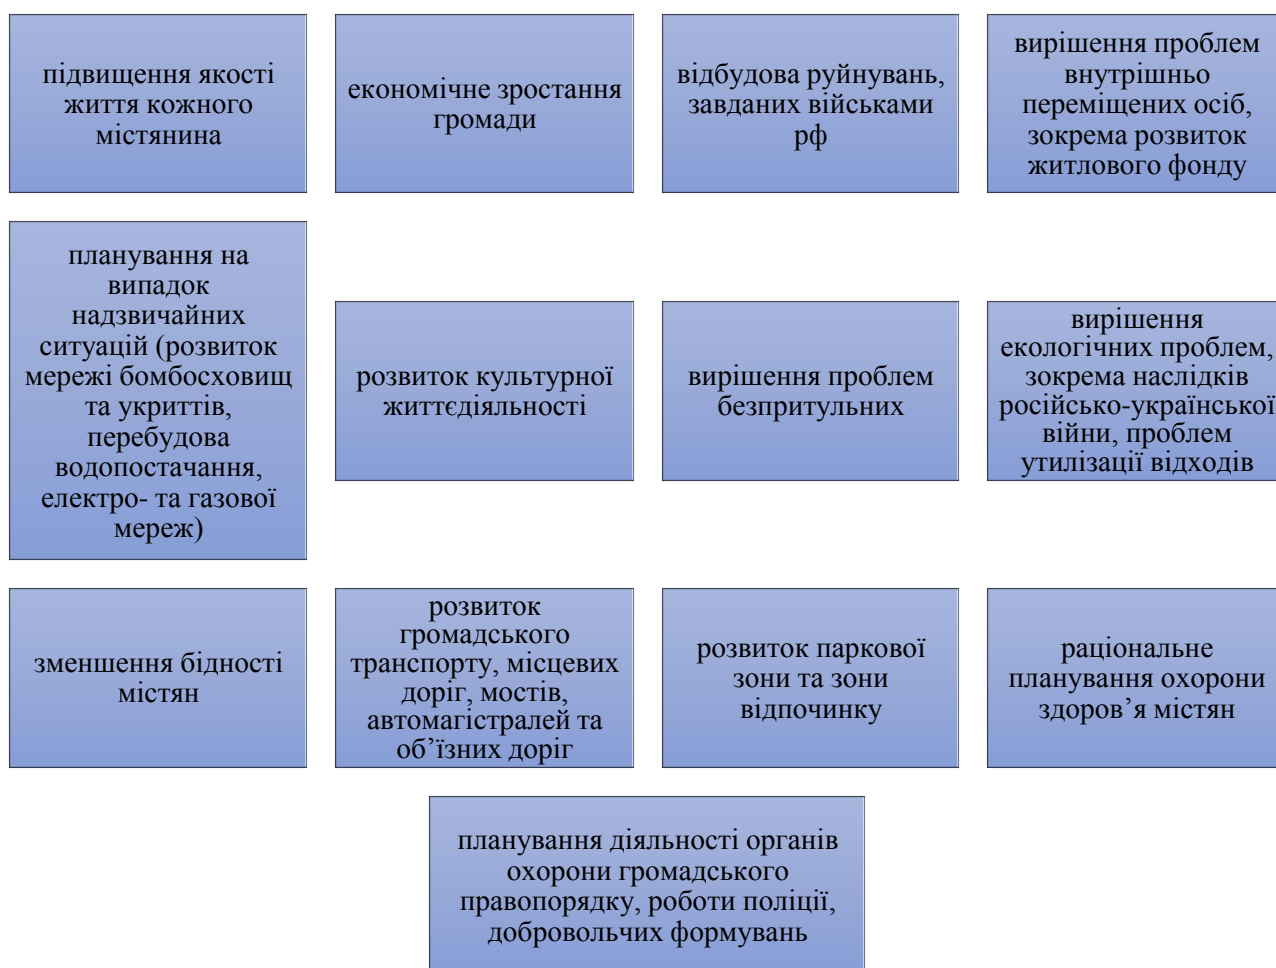 підвищення якості
життя кожного
містянина
економічне зростання
громади
відбудова руйнувань,
завданих військами
рф
вирішення проблем
внутрішньо
переміщених осіб,
зокрема розвиток
житлового фонду
планування на
випадок
надзвичайних
ситуацій (розвиток
мережі бомбосховищ
та укриттів,
перебудова
водопостачання,
електро- та газової
мереж)
розвиток культурної
життєдіяльності
вирішення проблем
безпритульних
вирішення
екологічних проблем,
зокрема наслідків
російсько-української
війни, проблем
утилізації відходів
зменшення бідності
містян
розвиток
громадського
транспорту, місцевих
доріг, мостів,
автомагістралей та
об’їзних доріг
розвиток паркової
зони та зони
відпочинку
раціональне
планування охорони
здоров’я містян
планування діяльності органів
охорони громадського
правопорядку, роботи поліції,
добровольчих формувань